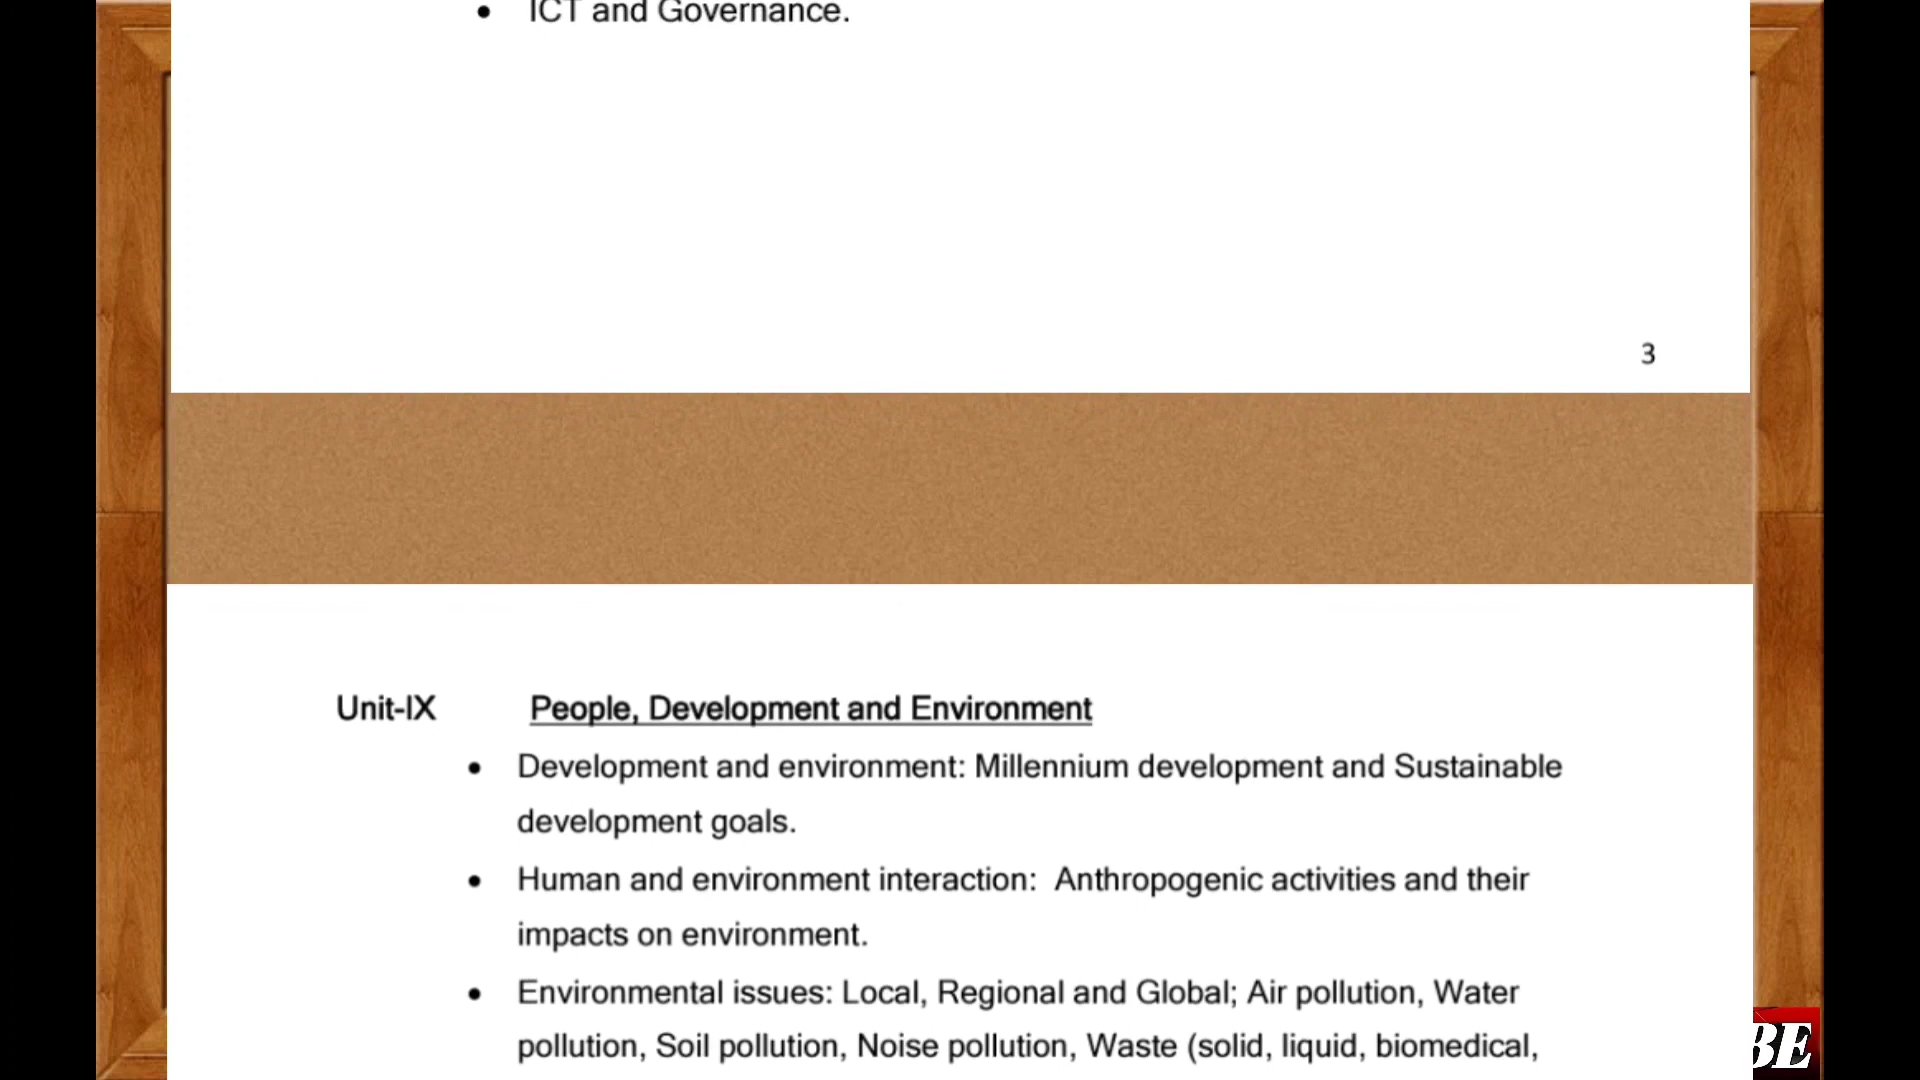 • ICT and Governance.
3
Unit-IX People, Development and Environment
• Development and environment: Millennium development and Sustainable
development goals.
• Human and environment interaction: Anthropogenic activities and their
impacts on environment.
• Environmental issues: Local, Regional and Global; Air pollution, Water
pollution, Soil pollution, Noise pollution, Waste (solid, liquid, biomedical,
BE